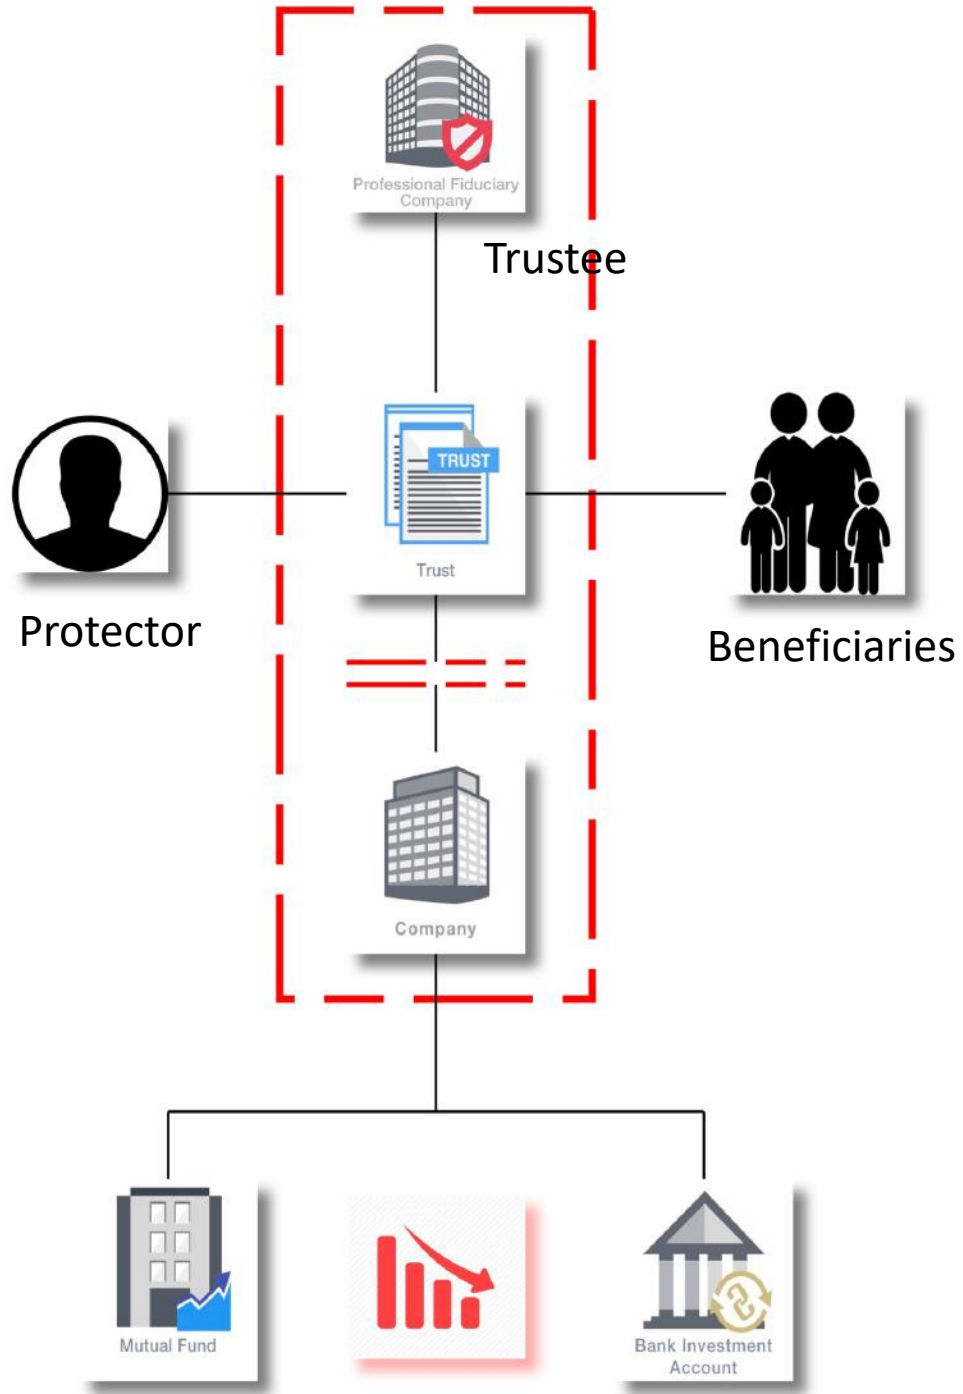 Professional Fiduciary
Company
Trustee
TRUST
Trust
Protector
Beneficiaries
Company
Mutual Fund
Bank Investment
Account